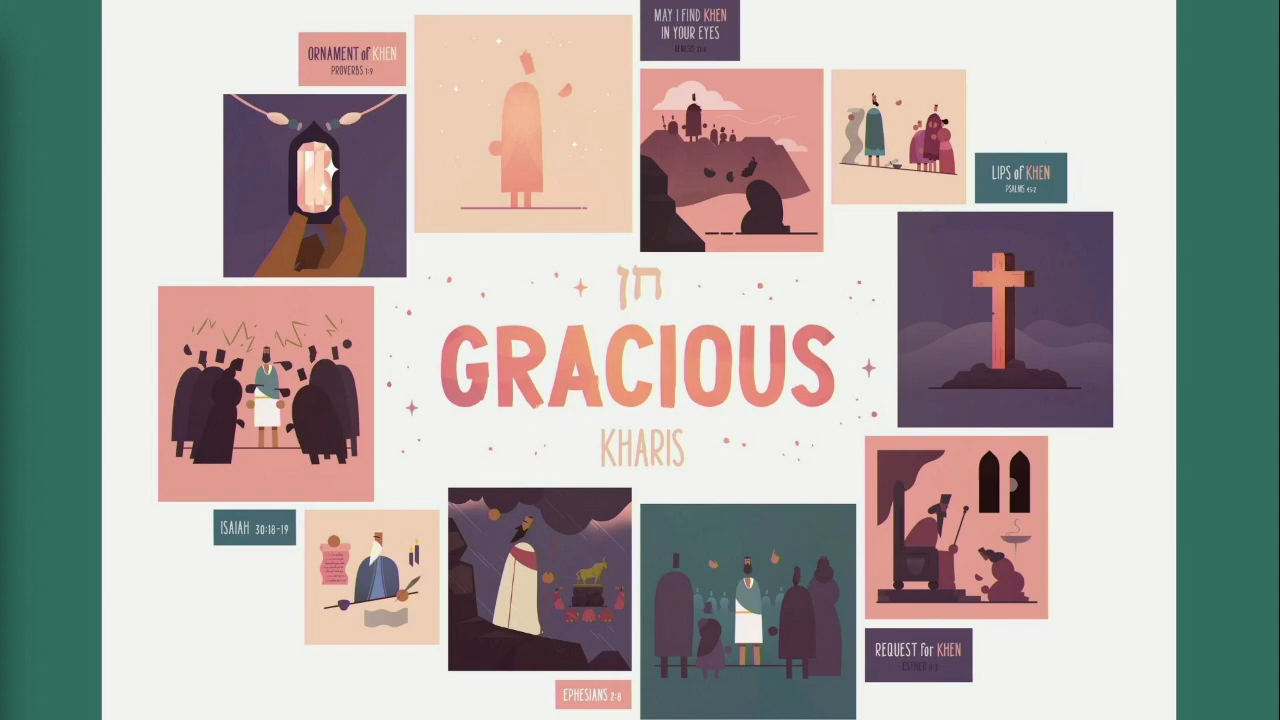 MAY I FIND KHEN
IN YOUR EYES
ORNAMENT of KHEN
PROVERBS 1:9
LIPS of KHEN
PSALMS 45:2
חן
GRACIOUS
KHARIS
ISAIAH 30:18-19
REQUEST for KHEN
EPHESIANS 2:8